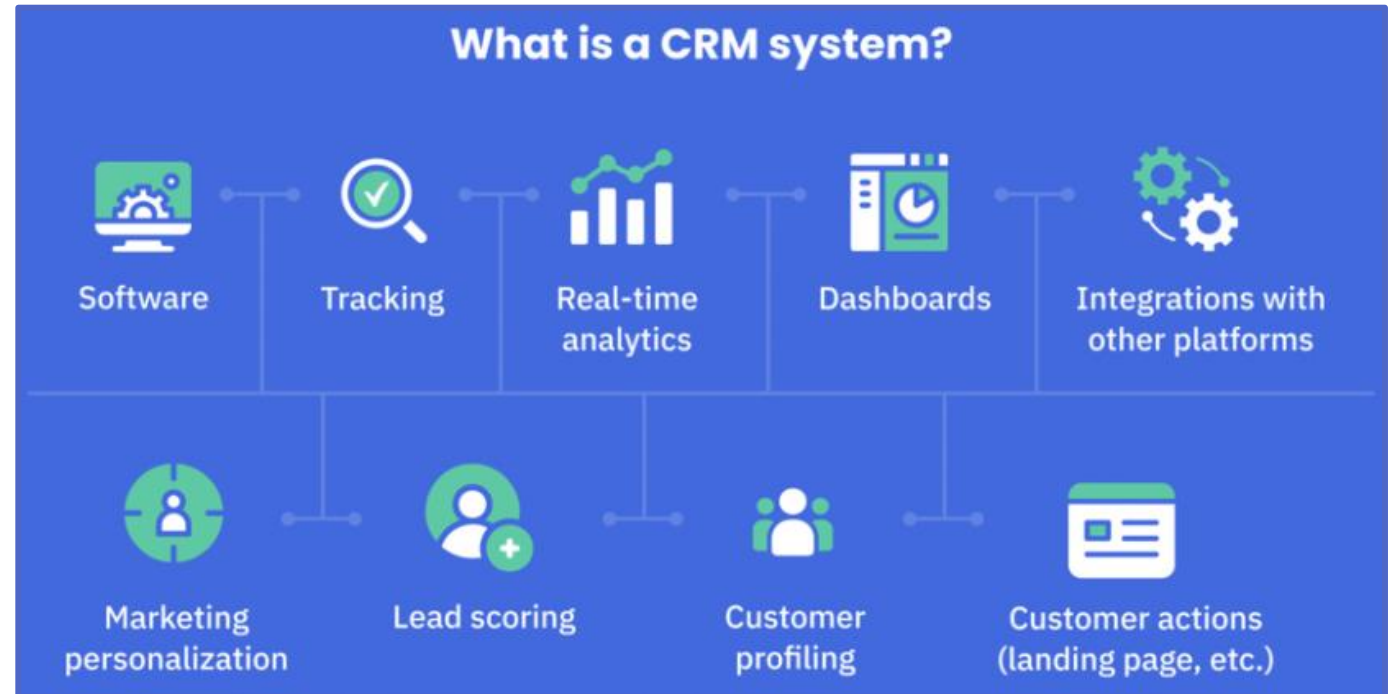 What is a CRM system?
Software
Tracking
Real-time
analytics
Dashboards
Integrations with
other platforms
Marketing
personalization
Lead scoring
Customer
profiling
Customer actions
(landing page, etc.)